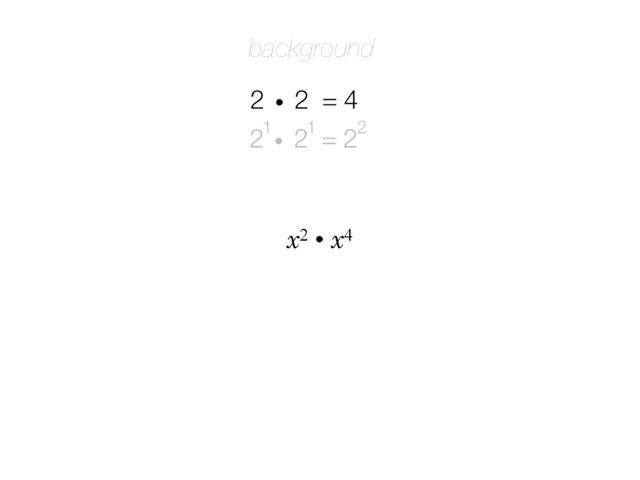 background
2 • 2 = 4
2¹ • 2¹ = 2²
x² • x⁴